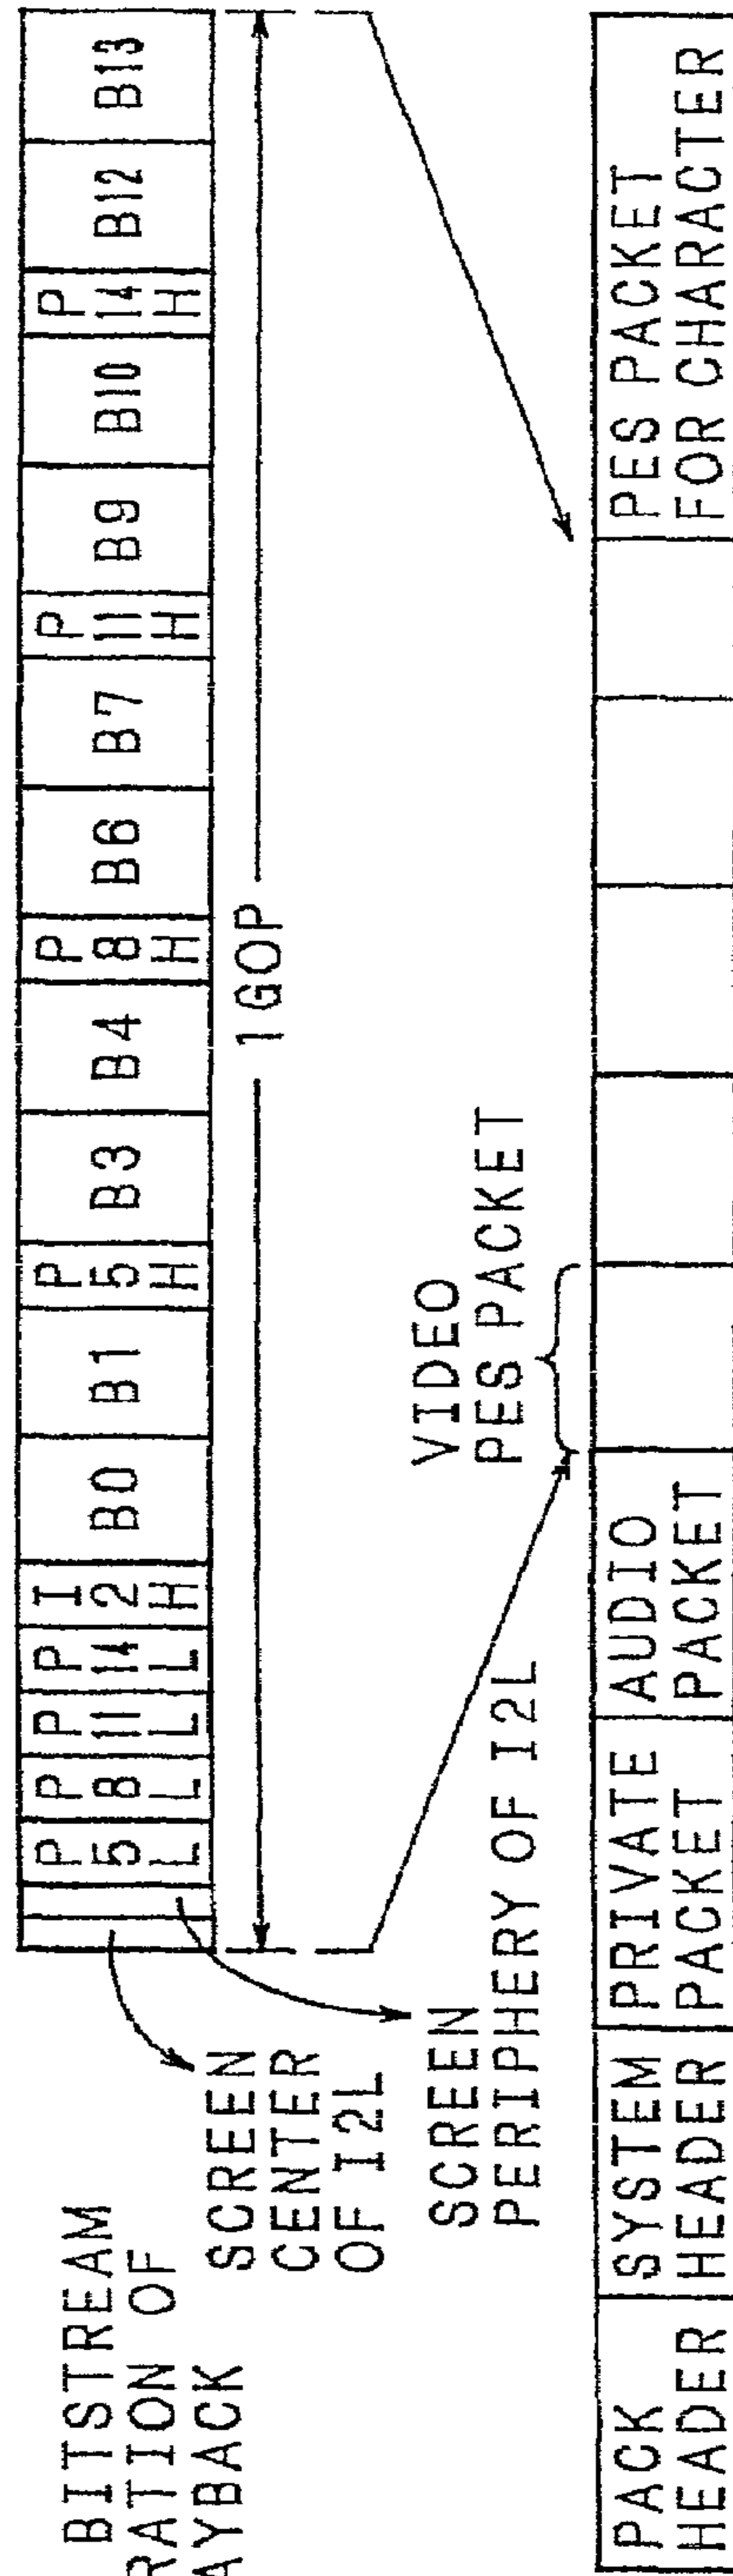 BITSTREAM
RATION OF
AYBACK
P
5
L
P
8
L
P
11
L
P
14
L
I
2
H
B0
B1
P
5
H
B3
B4
P
8
H
B6
B7
P
11
H
B9
B10
P
14
H
B12
B13
1GOP
SCREEN
CENTER
OF I2L
SCREEN
PERIPHERY OF I2L
VIDEO
PES PACKET
PACK
HEADER
SYSTEM
HEADER
PRIVATE
PACKET
AUDIO
PACKET
PES PACKET
FOR CHARACTER